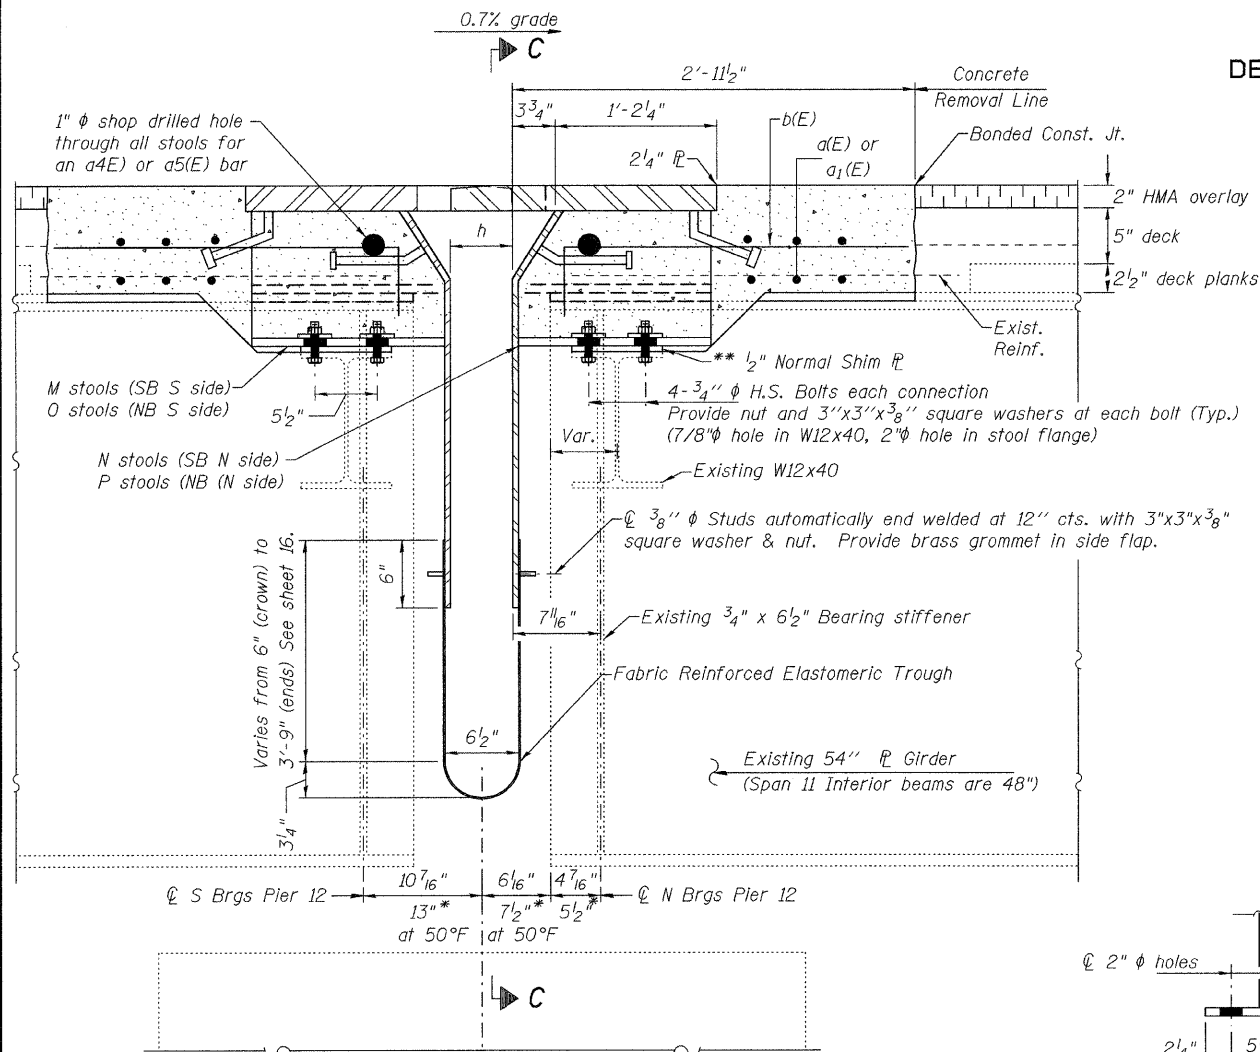 0.7% grade
C
DE
2'-11½"
Concrete
Removal Line
3¾"
1'-2¼"
1" ϕ shop drilled hole
through all stools for
an a4E) or a5(E) bar
b(E)
a(E) or
a₁(E)
Bonded Const. Jt.
2¼" ℄
2" HMA overlay
h
5" deck
2½" deck planks
Exist.
Reinf.
M stools (SB S side)
O stools (NB S side)
5½"
** ½" Normal Shim ℄
4-¾" ϕ H.S. Bolts each connection
Provide nut and 3"x3"x⅜" square washers at each bolt (Typ.)
(7/8"ϕ hole in W12x40, 2"ϕ hole in stool flange)
Var.
N stools (SB N side)
P stools (NB (N side)
Existing W12x40
℄ ⅜" ϕ Studs automatically end welded at 12" cts. with 3"x3"x⅜"
square washer & nut. Provide brass grommet in side flap.
Varies from 6" (crown) to
3'-9" (ends) See sheet 16.
6"
7 11/16"
Existing ¾" x 6½" Bearing stiffener
Fabric Reinforced Elastomeric Trough
6½"
Existing 54" ℄ Girder
(Span 11 Interior beams are 48")
3¼"
℄ S Brgs Pier 12
10 7/16"
6 1/16"
4 7/16"
℄ N Brgs Pier 12
13"*
7½"*
5½"*
at 50°F
at 50°F
C
℄ 2" ϕ holes
2¼"
5